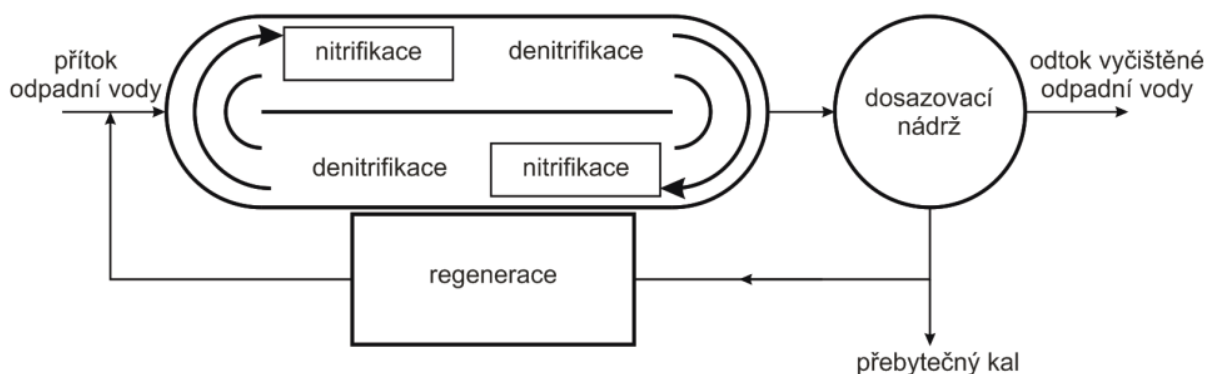 přítok
odpadní vody
nitrifikace
denitrifikace
denitrifikace
nitrifikace
dosazovací
nádrž
odtok vyčištěné
odpadní vody
regenerace
přebytečný kal